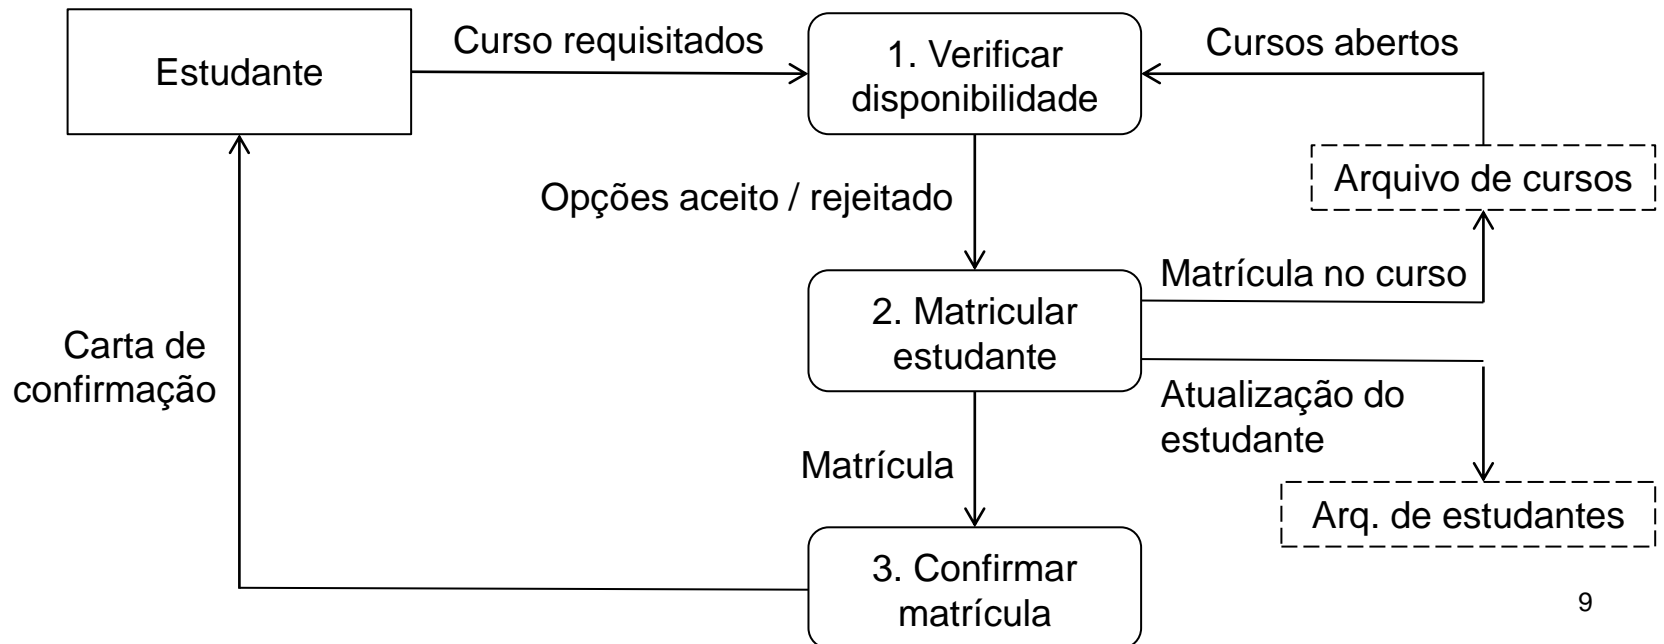 Estudante
Curso requisitados
1. Verificar
disponibilidade
Cursos abertos
Arquivo de cursos
Opções aceito / rejeitado
Matrícula no curso
2. Matricular
estudante
Carta de
confirmação
Atualização do
estudante
Matrícula
Arq. de estudantes
3. Confirmar
matrícula
9